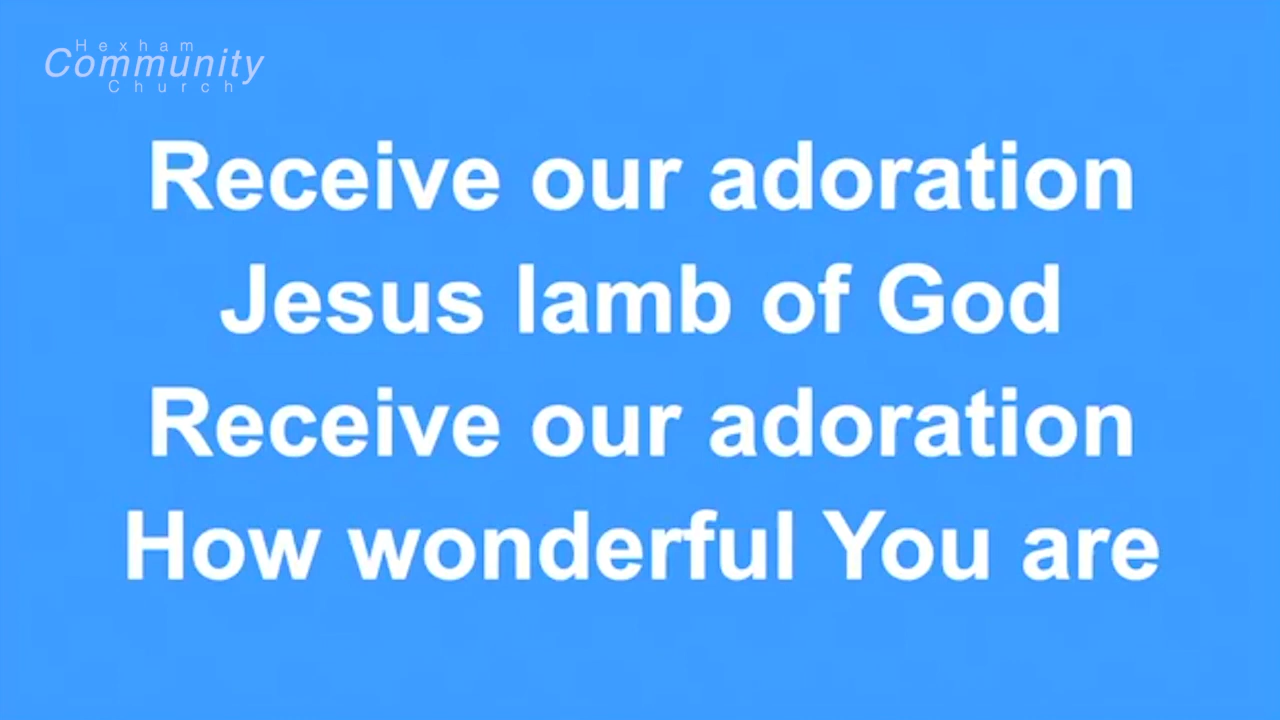 Hexham
Community
Church
Receive our adoration
Jesus lamb of God
Receive our adoration
How wonderful You are